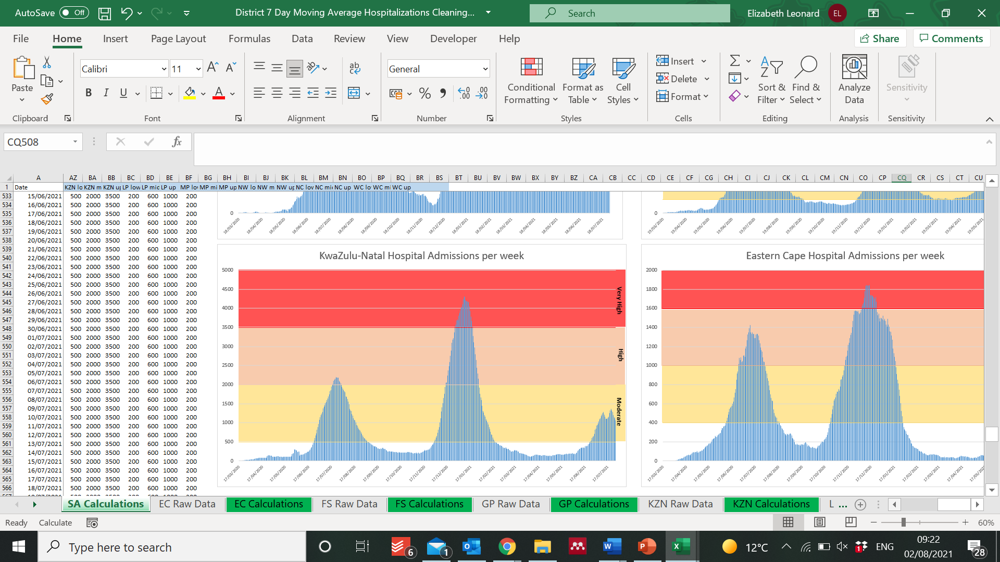 AutoSave Off District 7 Day Moving Average Hospitalizations Cleaning... Search Elizabeth Leonard EL
File Home Insert Page Layout Formulas Data Review View Developer Help Share Comments
Calibri 11 General
Paste
Conditional Formatting
Format as Table
Cell Styles
Insert
Delete
Format
Sort & Filter
Find & Select
Analyze Data
Sensitivity
Clipboard Font Alignment Number Styles Cells Editing Analysis Sensitivity
CQ508
A AZ BA BB BC BD BE BF BG BH BI BJ BK BL BM BN BO BP BQ BR BS BT BU BV BW BX BY BZ CA CB CC CD CE CF CG CH CI CJ CK CL CM CN CO CP CQ CR CS CT CU
1 Date KZN lo KZN m KZN up LP low LP mid LP up MP lov MP mi MP up NW lo NW m NW up NC lov NC mid NC up WC lo WC mi WC up
533 15/06/2021 500 2000 3500 200 600 1000 200
534 16/06/2021 500 2000 3500 200 600 1000 200
535 17/06/2021 500 2000 3500 200 600 1000 200
536 18/06/2021 500 2000 3500 200 600 1000 200
537 19/06/2021 500 2000 3500 200 600 1000 200
538 20/06/2021 500 2000 3500 200 600 1000 200
539 21/06/2021 500 2000 3500 200 600 1000 200
540 22/06/2021 500 2000 3500 200 600 1000 200
541 23/06/2021 500 2000 3500 200 600 1000 200
542 24/06/2021 500 2000 3500 200 600 1000 200
543 25/06/2021 500 2000 3500 200 600 1000 200
544 26/06/2021 500 2000 3500 200 600 1000 200
545 27/06/2021 500 2000 3500 200 600 1000 200
546 28/06/2021 500 2000 3500 200 600 1000 200
547 29/06/2021 500 2000 3500 200 600 1000 200
548 30/06/2021 500 2000 3500 200 600 1000 200
549 01/07/2021 500 2000 3500 200 600 1000 200
550 02/07/2021 500 2000 3500 200 600 1000 200
551 03/07/2021 500 2000 3500 200 600 1000 200
552 04/07/2021 500 2000 3500 200 600 1000 200
553 05/07/2021 500 2000 3500 200 600 1000 200
554 06/07/2021 500 2000 3500 200 600 1000 200
555 07/07/2021 500 2000 3500 200 600 1000 200
556 08/07/2021 500 2000 3500 200 600 1000 200
557 09/07/2021 500 2000 3500 200 600 1000 200
558 10/07/2021 500 2000 3500 200 600 1000 200
559 11/07/2021 500 2000 3500 200 600 1000 200
560 12/07/2021 500 2000 3500 200 600 1000 200
561 13/07/2021 500 2000 3500 200 600 1000 200
562 14/07/2021 500 2000 3500 200 600 1000 200
563 15/07/2021 500 2000 3500 200 600 1000 200
564 16/07/2021 500 2000 3500 200 600 1000 200
565 17/07/2021 500 2000 3500 200 600 1000 200
566 18/07/2021 500 2000 3500 200 600 1000 200
0
18/03/2020 18/04/2020 18/05/2020 18/06/2020 18/07/2020 18/08/2020 18/09/2020 18/10/2020 18/11/2020 18/12/2020 18/01/2021 18/02/2021 18/03/2021 18/04/2021 18/05/2021 18/06/2021 18/07/2021
0
19/03/2020 19/04/2020 19/05/2020 19/06/2020 19/07/2020 19/08/2020 19/09/2020 19/10/2020 19/11/2020 19/12/2020 19/01/2021 19/02/2021 19/03/2021 19/04/2021 19/05/2021
KwaZulu-Natal Hospital Admissions per week
5000
4500
4000
3500
3000
2500
2000
1500
1000
500
0
Very High
High
Moderate
17/03/2020 17/04/2020 17/05/2020 17/06/2020 17/07/2020 17/08/2020 17/09/2020 17/10/2020 17/11/2020 17/12/2020 17/01/2021 17/02/2021 17/03/2021 17/04/2021 17/05/2021 17/06/2021 17/07/2021
Eastern Cape Hospital Admissions per week
2000
1800
1600
1400
1200
1000
800
600
400
200
0
17/03/2020 17/04/2020 17/05/2020 17/06/2020 17/07/2020 17/08/2020 17/09/2020 17/10/2020 17/11/2020 17/12/2020 17/01/2021 17/02/2021 17/03/2021 17/04/2021 17/05/2021
SA Calculations EC Raw Data EC Calculations FS Raw Data FS Calculations GP Raw Data GP Calculations KZN Raw Data KZN Calculations L ...
Ready Calculate 60%
Type here to search 6 1 12°C 1 ENG 09:22
02/08/2021 28